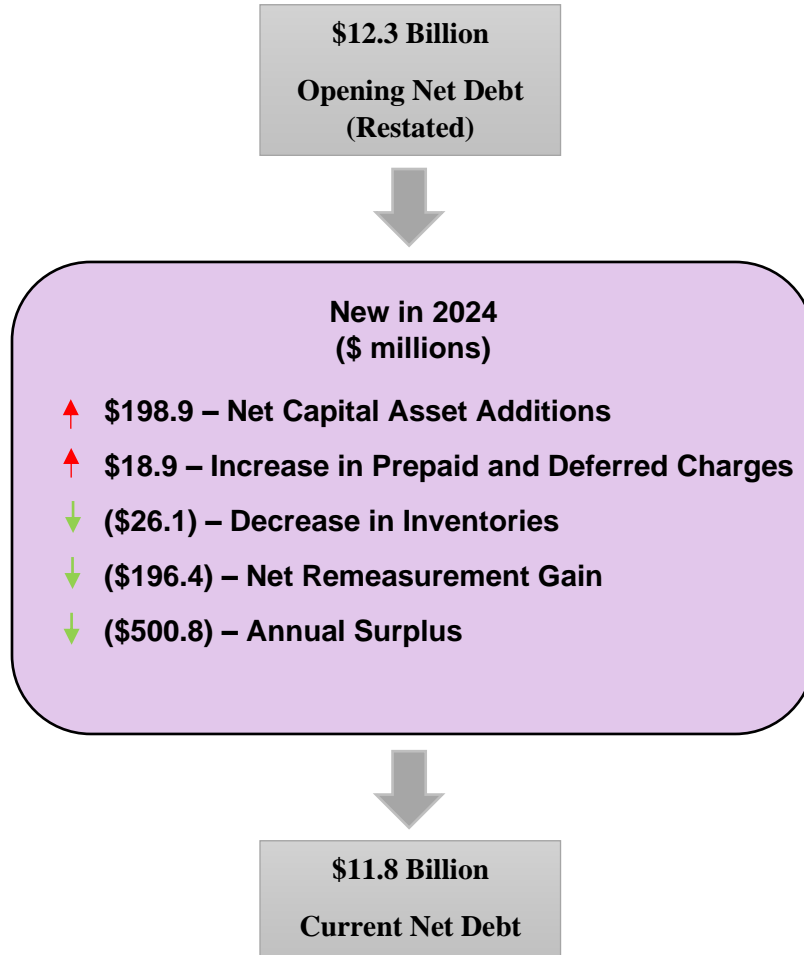 $12.3 Billion
Opening Net Debt
(Restated)
New in 2024
($ millions)
$198.9 – Net Capital Asset Additions
$18.9 – Increase in Prepaid and Deferred Charges
($26.1) – Decrease in Inventories
($196.4) – Net Remeasurement Gain
($500.8) – Annual Surplus
$11.8 Billion
Current Net Debt